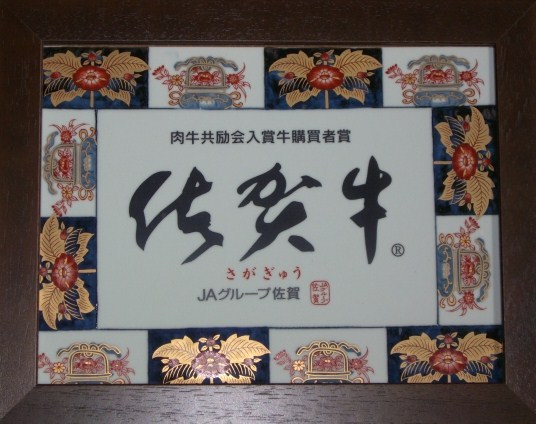 肉牛共励会入賞牛購買者賞
佐賀牛®
さがぎゅう
JAグループ佐賀